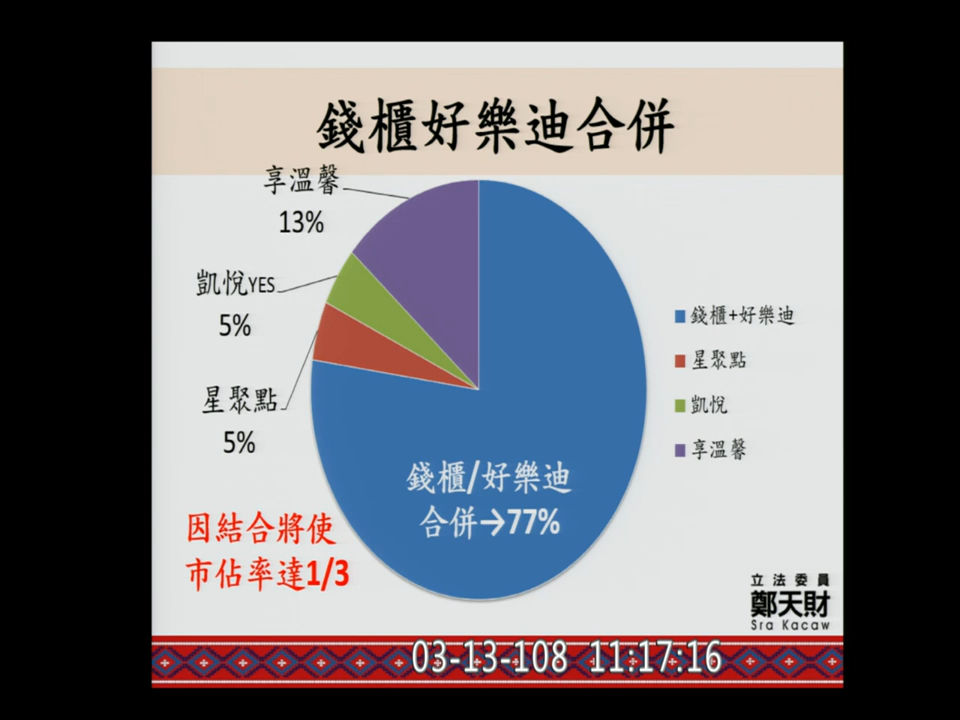 錢櫃好樂迪合併
享溫馨
13%
凱悅YES
5%
星聚點
5%
錢櫃/好樂迪
合併→77%
錢櫃+好樂迪
星聚點
凱悅
享溫馨
因結合將使
市佔率達1/3
立法委員
鄭天財
Sra Kacaw
03-13-108 11:17:16